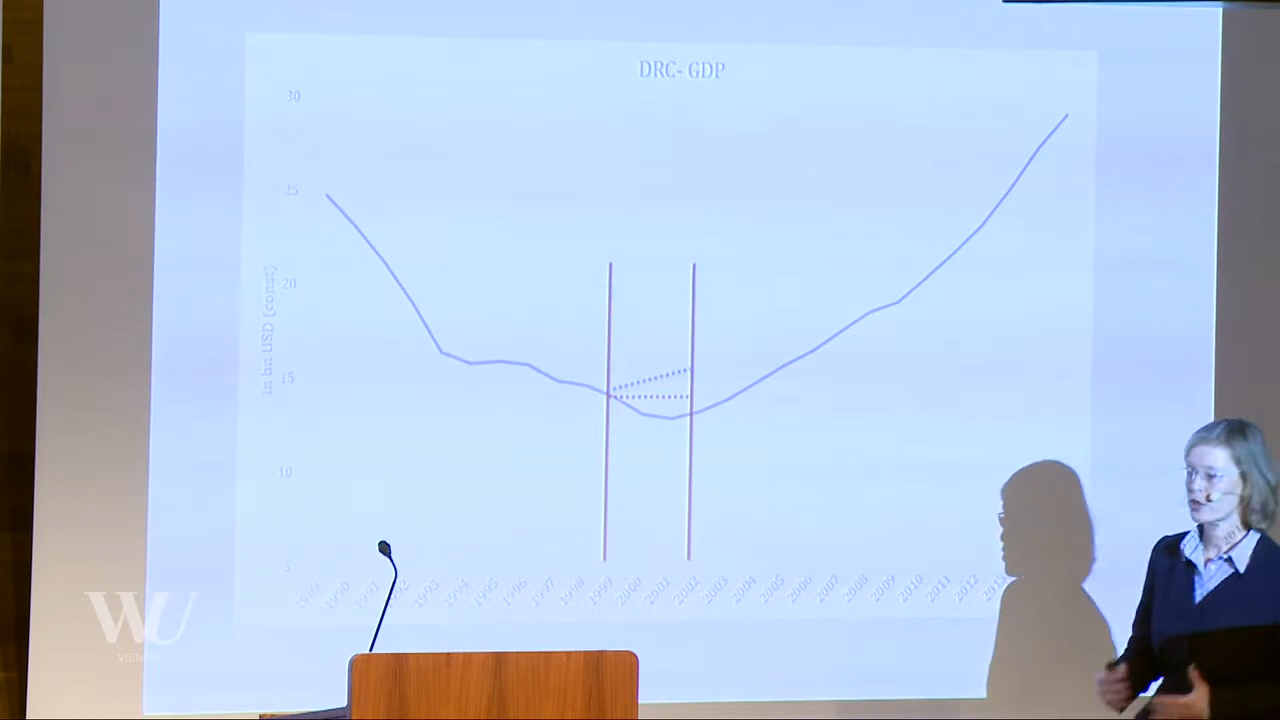 DRC- GDP
30
25
20
15
10
5
in bn USD (const)
1989 1990 1991 1992 1993 1994 1995 1996 1997 1998 1999 2000 2001 2002 2003 2004 2005 2006 2007 2008 2009 2010 2011 2012 2013
WU
VIENNA